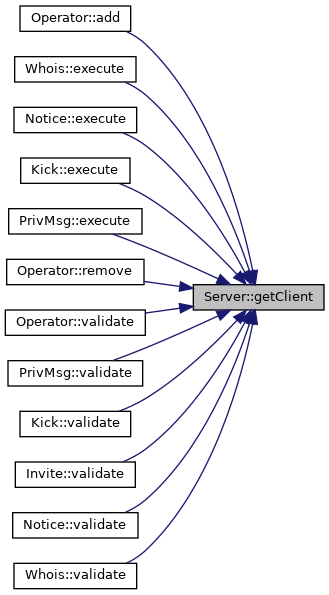 Operator::add
Whois::execute
Notice::execute
Kick::execute
PrivMsg::execute
Operator::remove
Server::getClient
Operator::validate
PrivMsg::validate
Kick::validate
Invite::validate
Notice::validate
Whois::validate